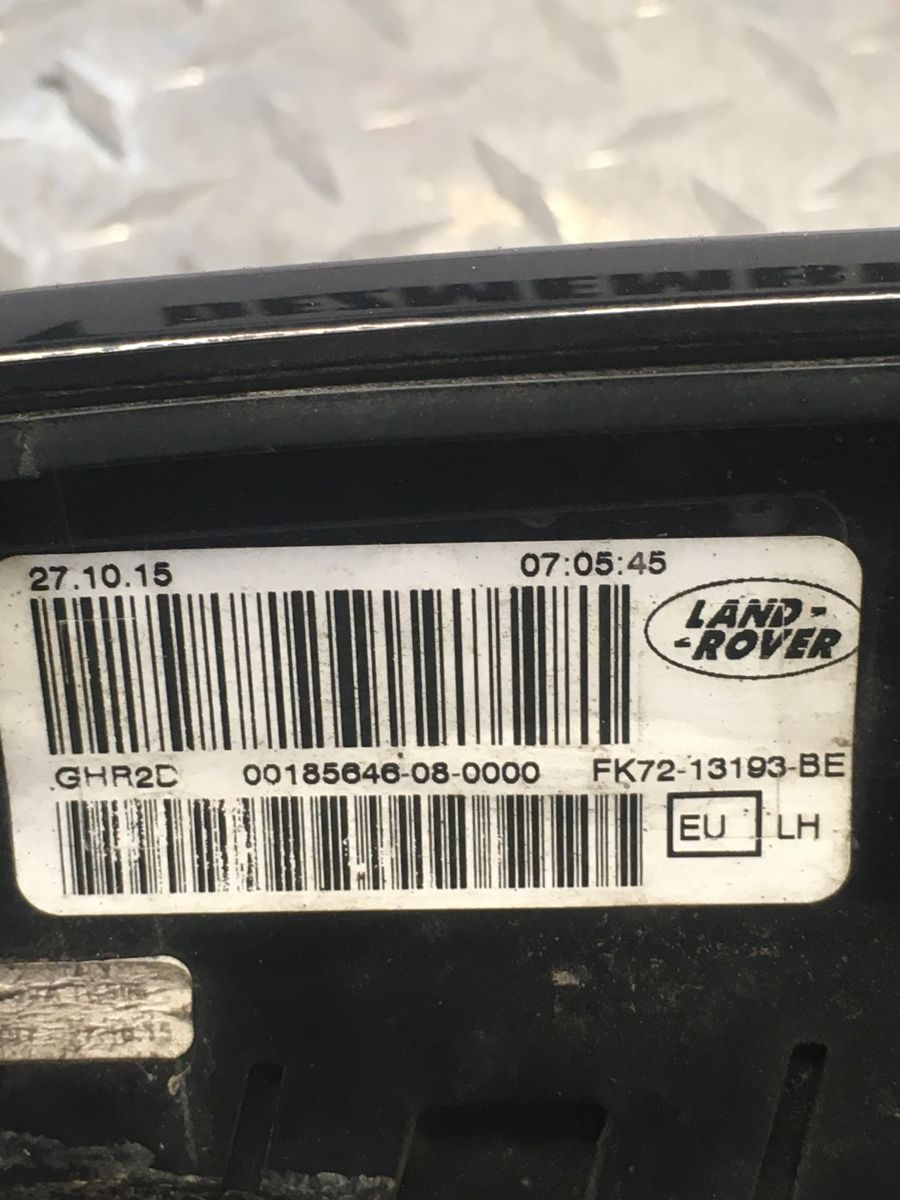 27.10.15 07:05:45
LAND-
-ROVER
GHR2D 00185646-08-0000 FK72-13193-BE
EU LH